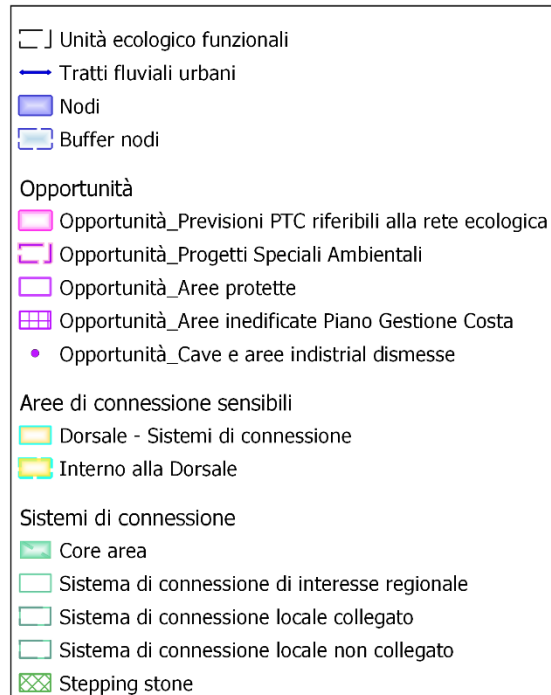 Unità ecologico funzionali
Tratti fluviali urbani
Nodi
Buffer nodi
Opportunità
Opportunità_Previsioni PTC riferibili alla rete ecologica
Opportunità_Progetti Speciali Ambientali
Opportunità_Aree protette
Opportunità_Aree inedificate Piano Gestione Costa
Opportunità_Cave e aree indistrial dismesse
Aree di connessione sensibili
Dorsale - Sistemi di connessione
Interno alla Dorsale
Sistemi di connessione
Core area
Sistema di connessione di interesse regionale
Sistema di connessione locale collegato
Sistema di connessione locale non collegato
Stepping stone